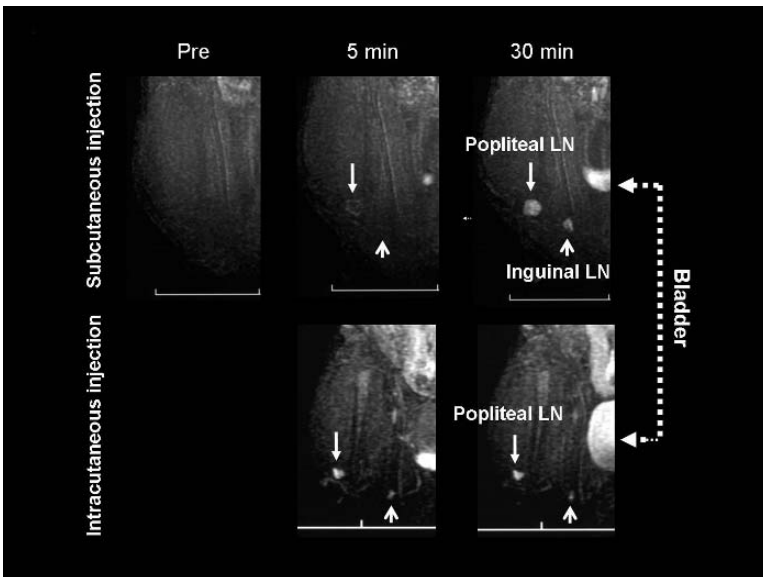 Pre
5 min
30 min
Subcutaneous injection
Popliteal LN
Inguinal LN
Bladder
Intracutaneous injection
Popliteal LN